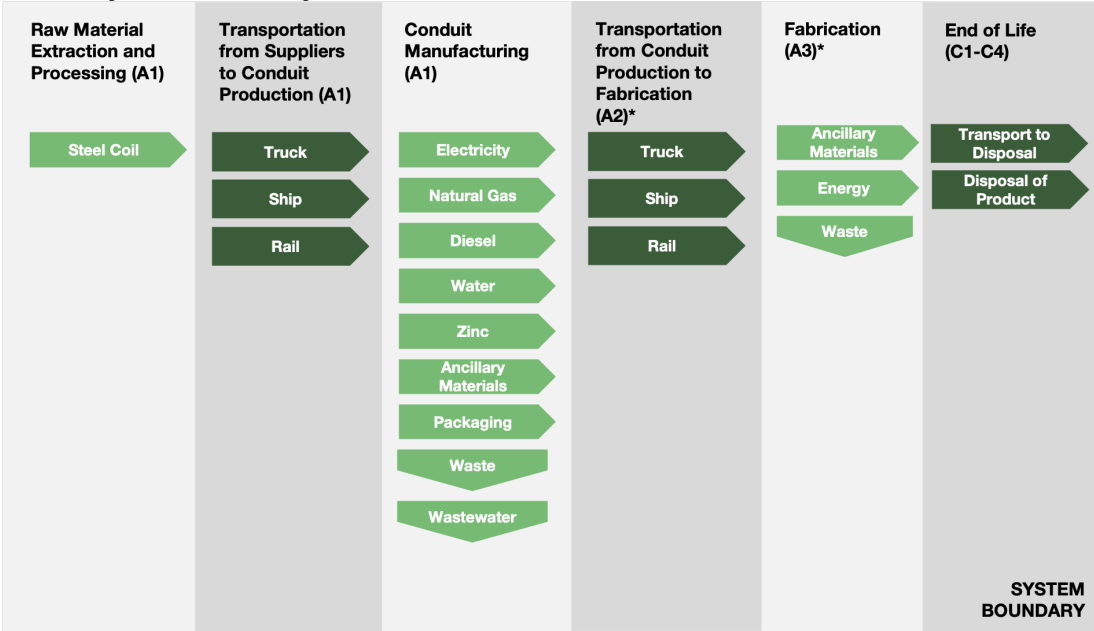 Raw Material
Extraction and
Processing (A1)
Steel Coil
Transportation
from Suppliers
to Conduit
Production (A1)
Truck
Ship
Rail
Conduit
Manufacturing
(A1)
Electricity
Natural Gas
Diesel
Water
Zinc
Ancillary
Materials
Packaging
Waste
Wastewater
Transportation
from Conduit
Production to
Fabrication
(A2)*
Truck
Ship
Rail
Fabrication
(A3)*
Ancillary
Materials
Energy
Waste
End of Life
(C1-C4)
Transport to
Disposal
Disposal of
Product
SYSTEM
BOUNDARY